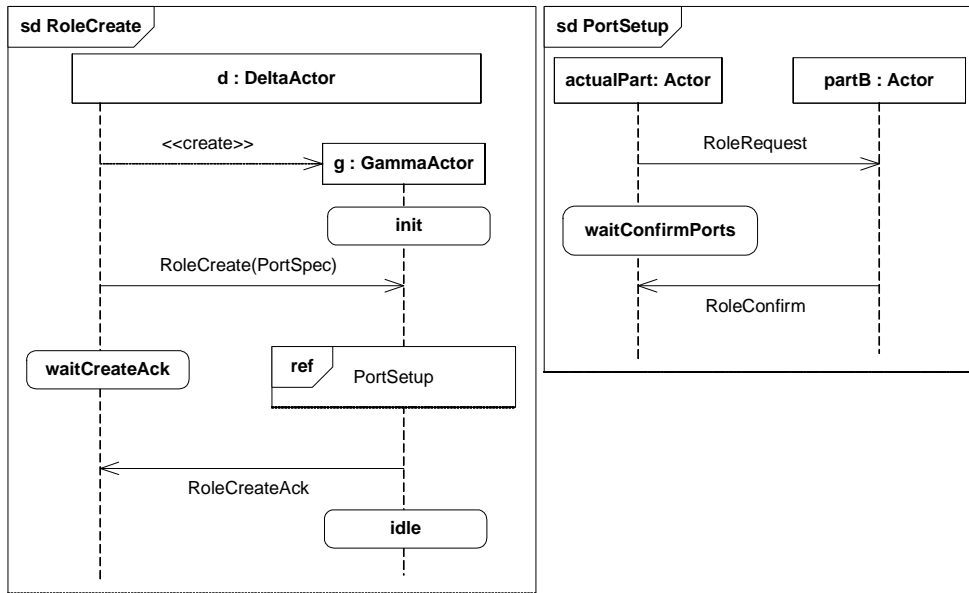 sd RoleCreate
d : DeltaActor
<<create>>
g : GammaActor
init
RoleCreate(PortSpec)
waitCreateAck
ref
PortSetup
RoleCreateAck
idle
sd PortSetup
actualPart: Actor
partB : Actor
RoleRequest
waitConfirmPorts
RoleConfirm